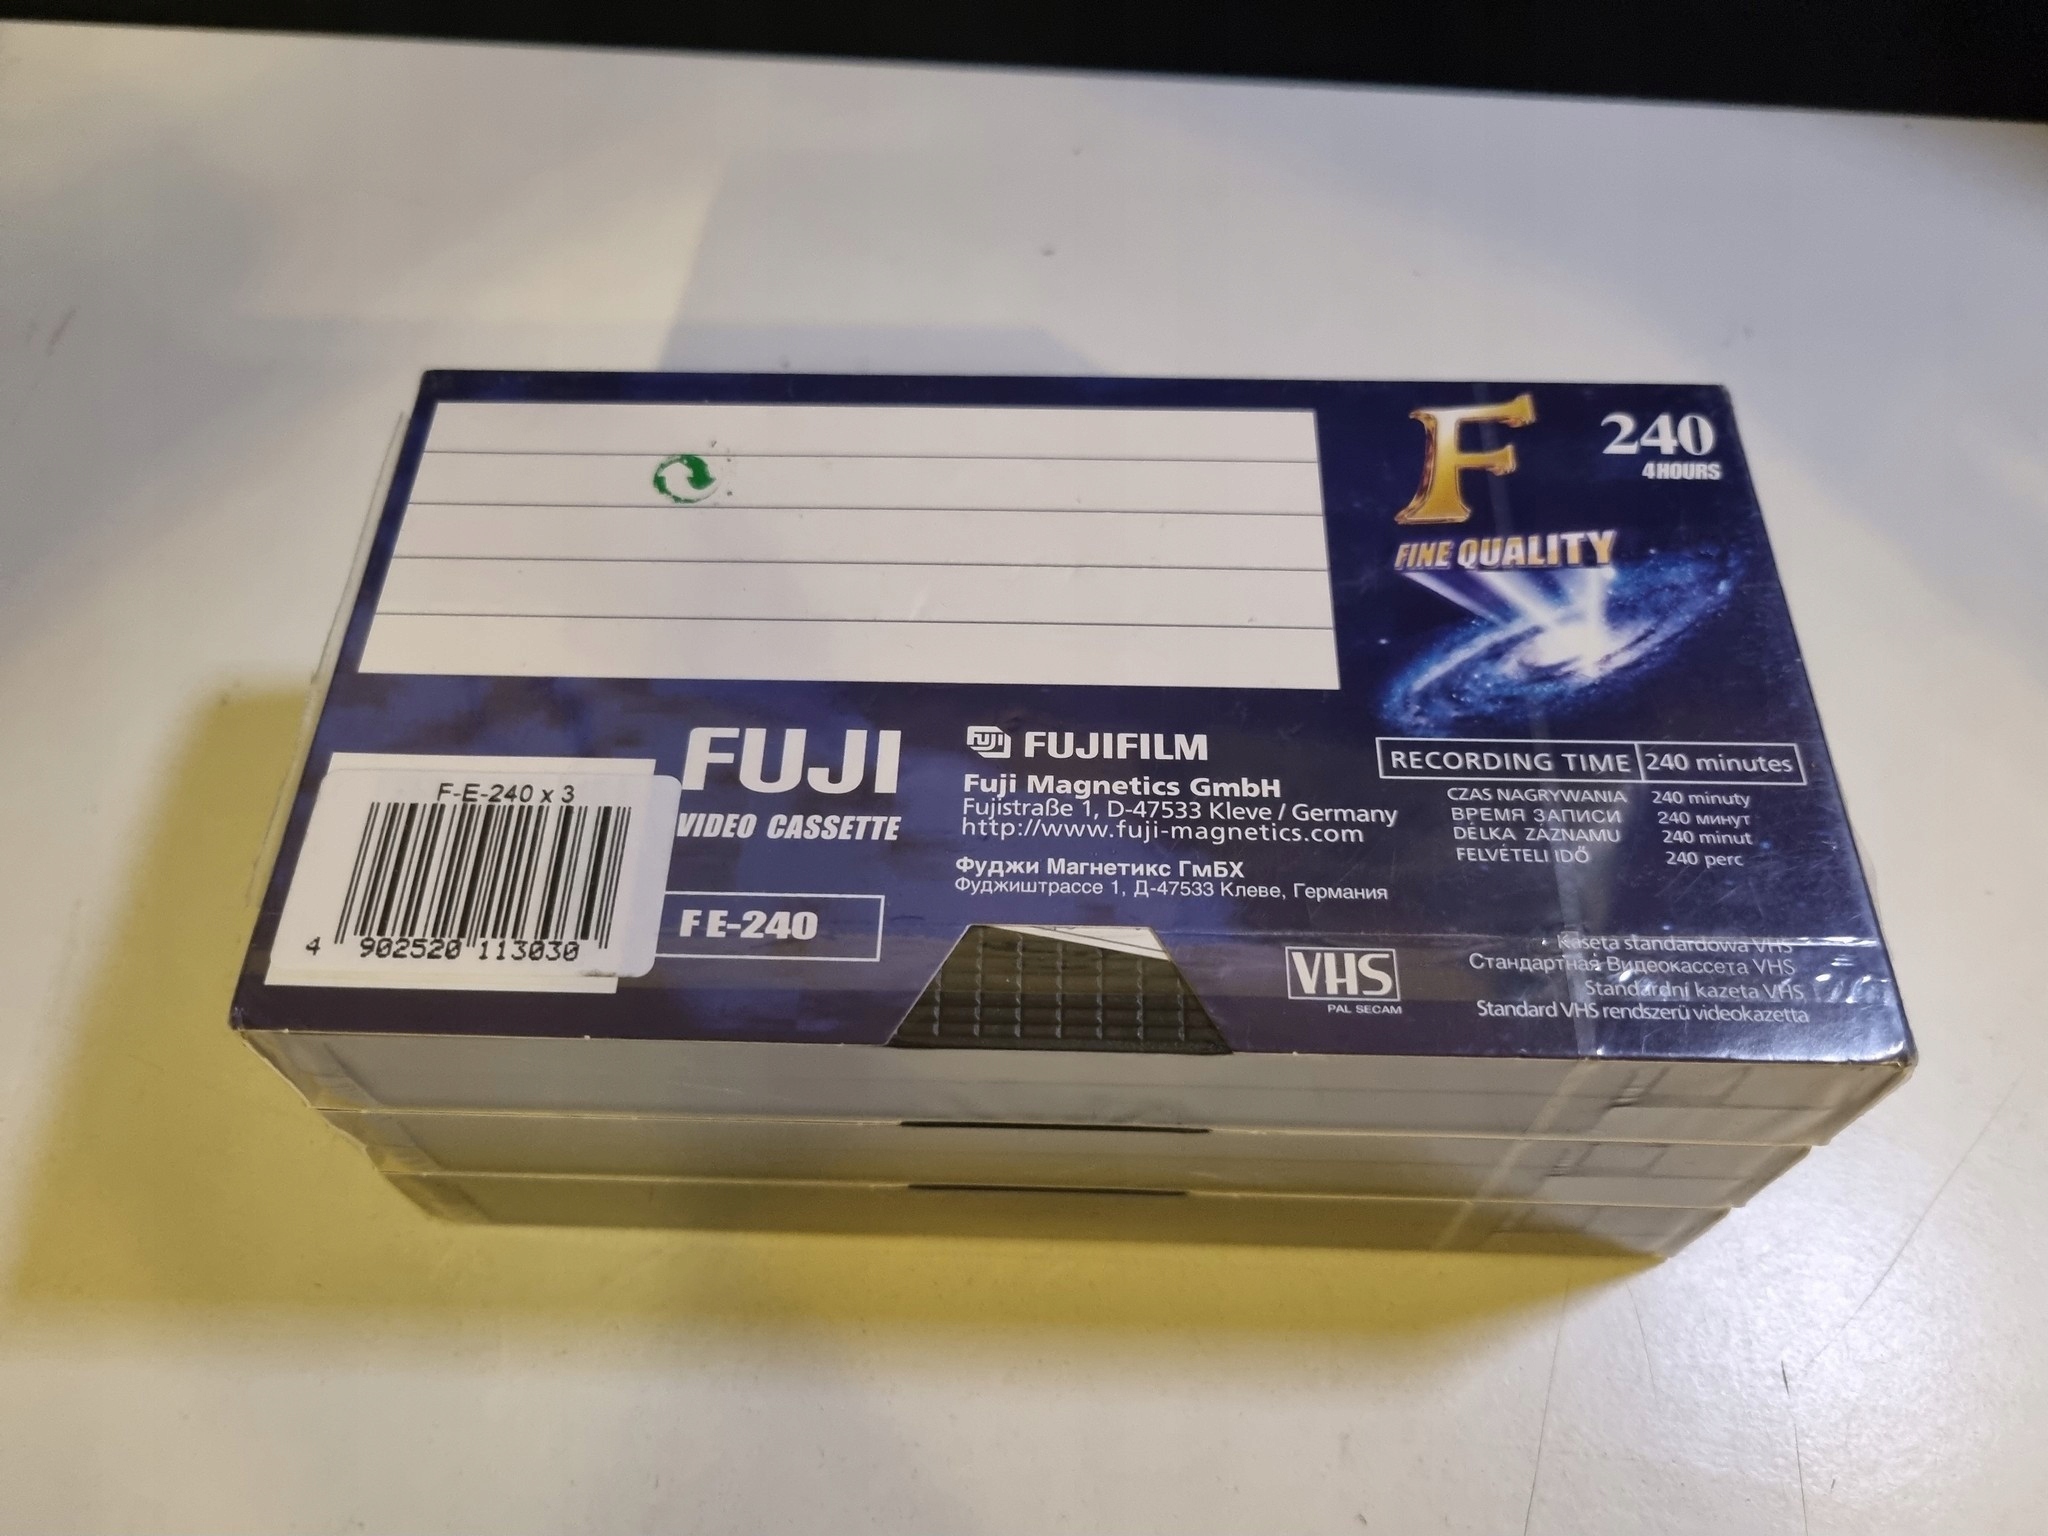 F
240
4 HOURS
FINE QUALITY
FUJI
VIDEO CASSETTE
F-E-240 x 3
4 902520 113030
FE-240
FUJI FUJIFILM
Fuji Magnetics GmbH
Fujistraße 1, D-47533 Kleve / Germany
http://www.fuji-magnetics.com
Фуджи Магнетикс ГмБХ
Фуджиштрассе 1, Д-47533 Клеве, Германия
RECORDING TIME 240 minutes
CZAS NAGRYWANIA 240 minuty
ВРЕМЯ ЗАПИСИ 240 минут
DÉLKA ZÁZNAMU 240 minut
FELVÉTELI IDŐ 240 perc
VHS
PAL SECAM
Kaseta standardowa VHS
Стандартная Видеокассета VHS
Standardní kazeta VHS
Standard VHS rendszerű videokazetta